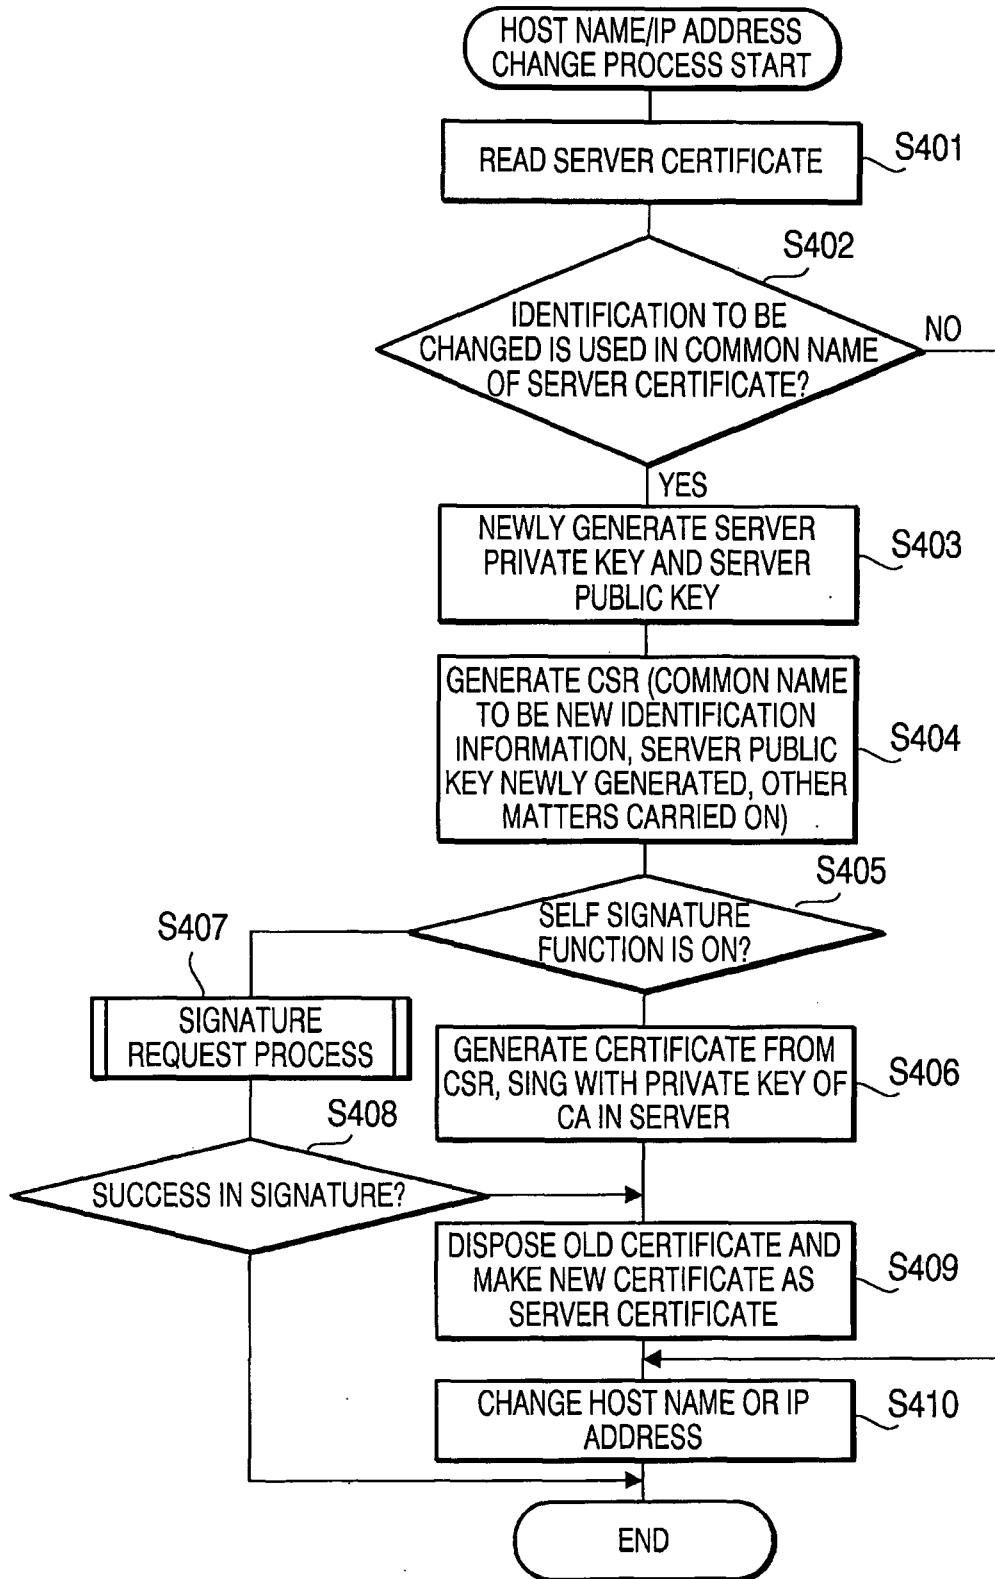 HOST NAME/IP ADDRESS
CHANGE PROCESS START
READ SERVER CERTIFICATE
S401
S402
IDENTIFICATION TO BE
CHANGED IS USED IN COMMON NAME
OF SERVER CERTIFICATE?
NO
YES
NEWLY GENERATE SERVER
PRIVATE KEY AND SERVER
PUBLIC KEY
S403
GENERATE CSR (COMMON NAME
TO BE NEW IDENTIFICATION
INFORMATION, SERVER PUBLIC
KEY NEWLY GENERATED, OTHER
MATTERS CARRIED ON)
S404
S405
SELF SIGNATURE
FUNCTION IS ON?
S407
SIGNATURE
REQUEST PROCESS
GENERATE CERTIFICATE FROM
CSR, SING WITH PRIVATE KEY OF
CA IN SERVER
S406
S408
SUCCESS IN SIGNATURE?
DISPOSE OLD CERTIFICATE AND
MAKE NEW CERTIFICATE AS
SERVER CERTIFICATE
S409
CHANGE HOST NAME OR IP
ADDRESS
S410
END